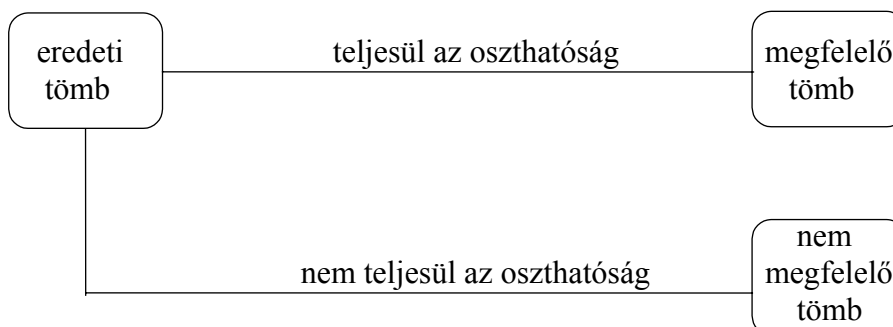 eredeti
tömb
teljesül az oszthatóság
megfelelő
tömb
nem teljesül az oszthatóság
nem
megfelelő
tömb